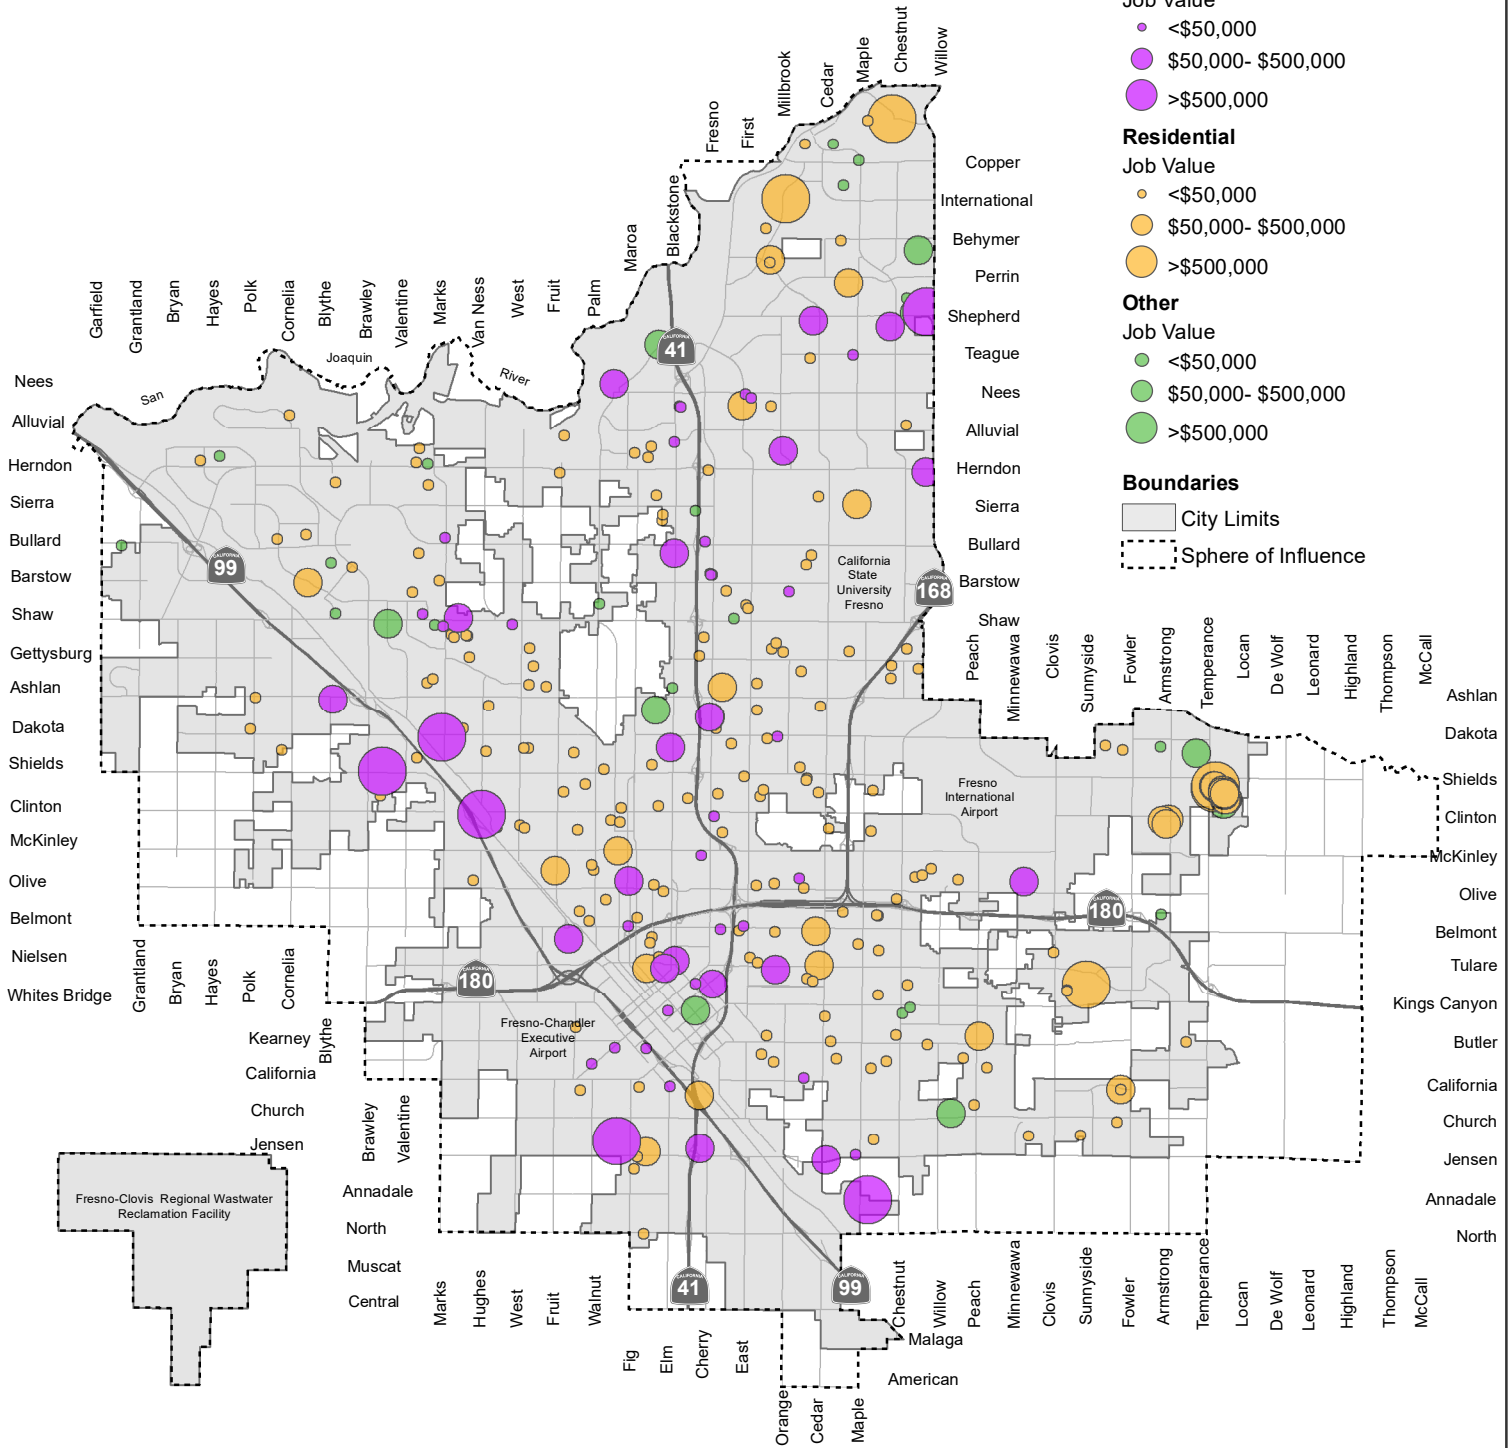 Job Value
<$50,000
$50,000- $500,000
>$500,000
Residential
Job Value
<$50,000
$50,000- $500,000
>$500,000
Other
Job Value
<$50,000
$50,000- $500,000
>$500,000
Boundaries
City Limits
Sphere of Influence
Fresno
First
Millbrook
Cedar
Maple
Chestnut
Willow
Copper
International
Behymer
Perrin
Shepherd
Teague
Nees
Alluvial
Herndon
Sierra
Bullard
Barstow
Shaw
Garfield
Grantland
Bryan
Hayes
Polk
Cornelia
Blythe
Brawley
Valentine
Marks
Van Ness
West
Fruit
Palm
Maroa
Blackstone
San
Joaquin
River
CALIFORNIA
41
Nees
Alluvial
Herndon
Sierra
Bullard
Barstow
Shaw
Gettysburg
Ashlan
Dakota
Shields
Clinton
McKinley
Olive
Belmont
Nielsen
Whites Bridge
CALIFORNIA
99
California
State
University
Fresno
CALIFORNIA
168
Peach
Minnewawa
Clovis
Sunnyside
Fowler
Armstrong
Temperance
Locan
De Wolf
Leonard
Highland
Thompson
McCall
Ashlan
Dakota
Shields
Clinton
McKinley
Olive
Belmont
Tulare
Kings Canyon
Butler
California
Church
Jensen
Annadale
North
Fresno
International
Airport
CALIFORNIA
180
Grantland
Bryan
Hayes
Polk
Cornelia
Blythe
CALIFORNIA
180
Fresno-Chandler
Executive
Airport
Kearney
California
Church
Jensen
Brawley
Valentine
Annadale
North
Muscat
Central
Fresno-Clovis Regional Wastwater
Reclamation Facility
Marks
Hughes
West
Fruit
Walnut
Fig
Elm
Cherry
East
Orange
Cedar
Maple
CALIFORNIA
41
CALIFORNIA
99
Chestnut
Willow
Peach
Minnewawa
Clovis
Sunnyside
Fowler
Armstrong
Temperance
Locan
De Wolf
Leonard
Highland
Thompson
McCall
Malaga
American